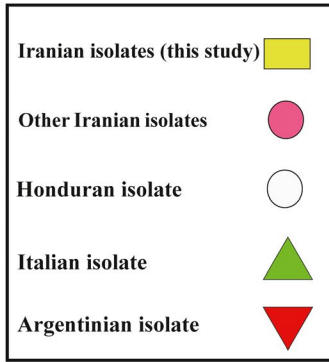 Iranian isolates (this study)
Other Iranian isolates
Honduran isolate
Italian isolate
Argentinian isolate